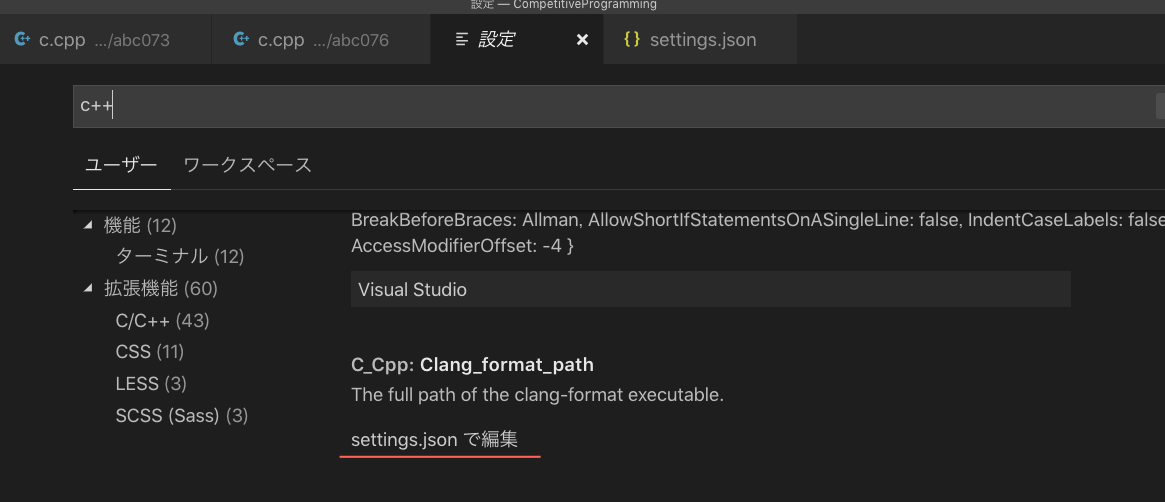 設定 — CompetitiveProgramming
c.cpp .../abc073
c.cpp .../abc076
設定
{} settings.json
c++
ユーザー
ワークスペース
機能 (12)
ターミナル (12)
拡張機能 (60)
C/C++ (43)
CSS (11)
LESS (3)
SCSS (Sass) (3)
BreakBeforeBraces: Allman, AllowShortIfStatementsOnASingleLine: false, IndentCaseLabels: false
AccessModifierOffset: -4 }
Visual Studio
C_Cpp: Clang_format_path
The full path of the clang-format executable.
settings.json で編集